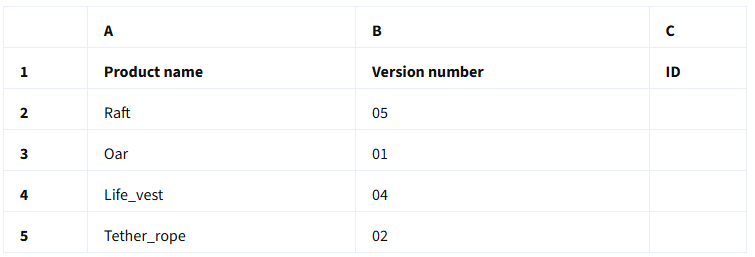 A B C
1 Product name Version number ID
2 Raft 05
3 Oar 01
4 Life_vest 04
5 Tether_rope 02